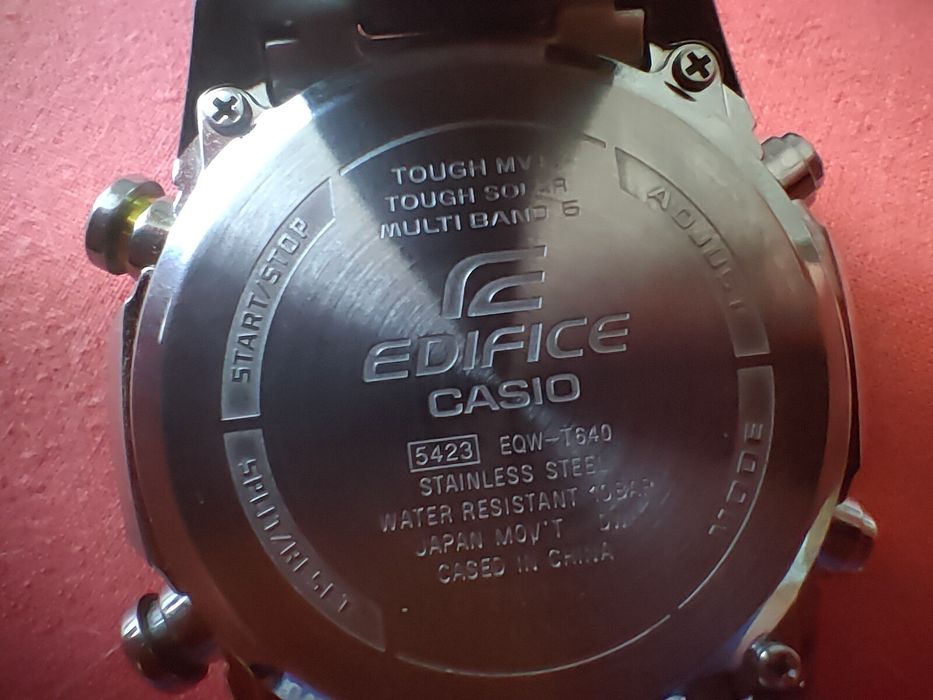 TOUGH MVT.
TOUGH SOLAR
MULTI BAND 6
START/STOP
ADJUST
EDIFICE
CASIO
5423 EQW-T640
STAINLESS STEEL
WATER RESISTANT 10BAR
JAPAN MOV'T
CASED IN CHINA
SPLIT/RESET
MODE